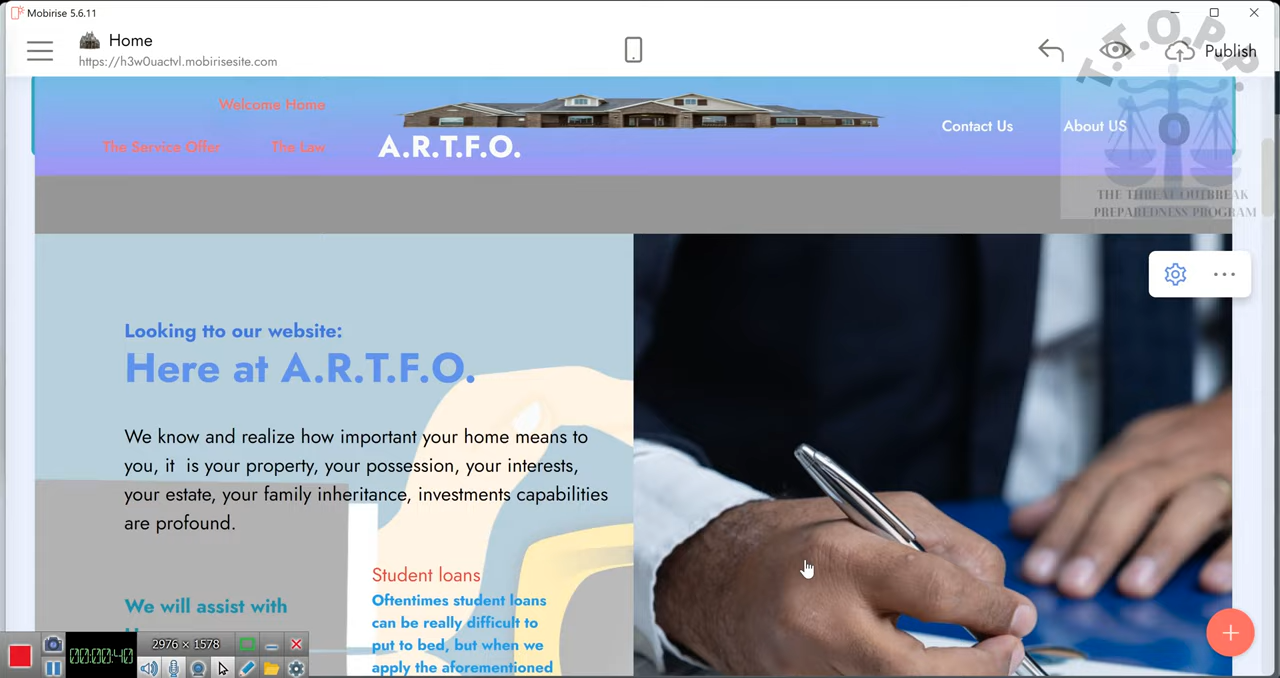 Mobirise 5.6.11
Home
https://h3w0uactvl.mobirisesite.com
Publish
T.T.O.P.P.
Welcome Home
The Service Offer
The Law
A.R.T.F.O.
Contact Us
About US
THE THREAT OUTBREAK
PREPAREDNESS PROGRAM
Looking tto our website:
Here at A.R.T.F.O.
We know and realize how important your home means to
you, it is your property, your possession, your interests,
your estate, your family inheritance, investments capabilities
are profound.
Student loans
We will assist with
Oftentimes student loans
can be really difficult to
put to bed, but when we
apply the aforementioned
2976 × 1578
00:00:40